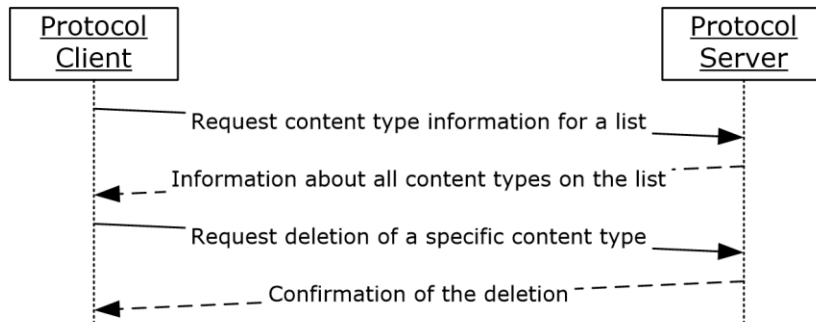 Protocol
Client
Protocol
Server
Request content type information for a list
Information about all content types on the list
Request deletion of a specific content type
Confirmation of the deletion